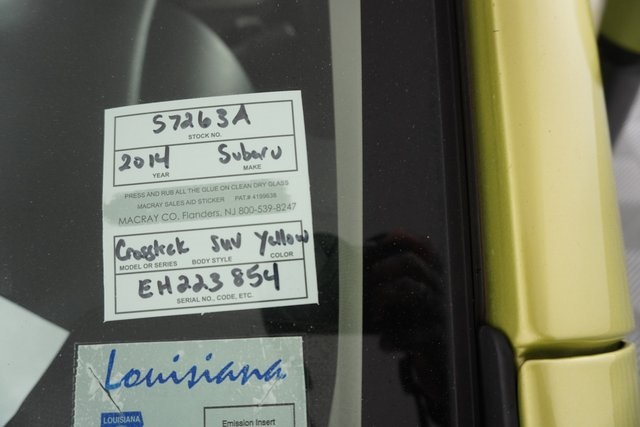 S7263A
STOCK NO.
2014 Subaru
YEAR MAKE
PRESS AND RUB ALL THE GLUE ON CLEAN DRY GLASS
MACRAY SALES AID STICKER PAT.# 4199638
MACRAY CO. Flanders, NJ 800-539-8247
Crosstrek SUV Yellow
MODEL OR SERIES BODY STYLE COLOR
EH223854
SERIAL NO., CODE, ETC.
Louisiana
LOUISIANA
Emission Insert